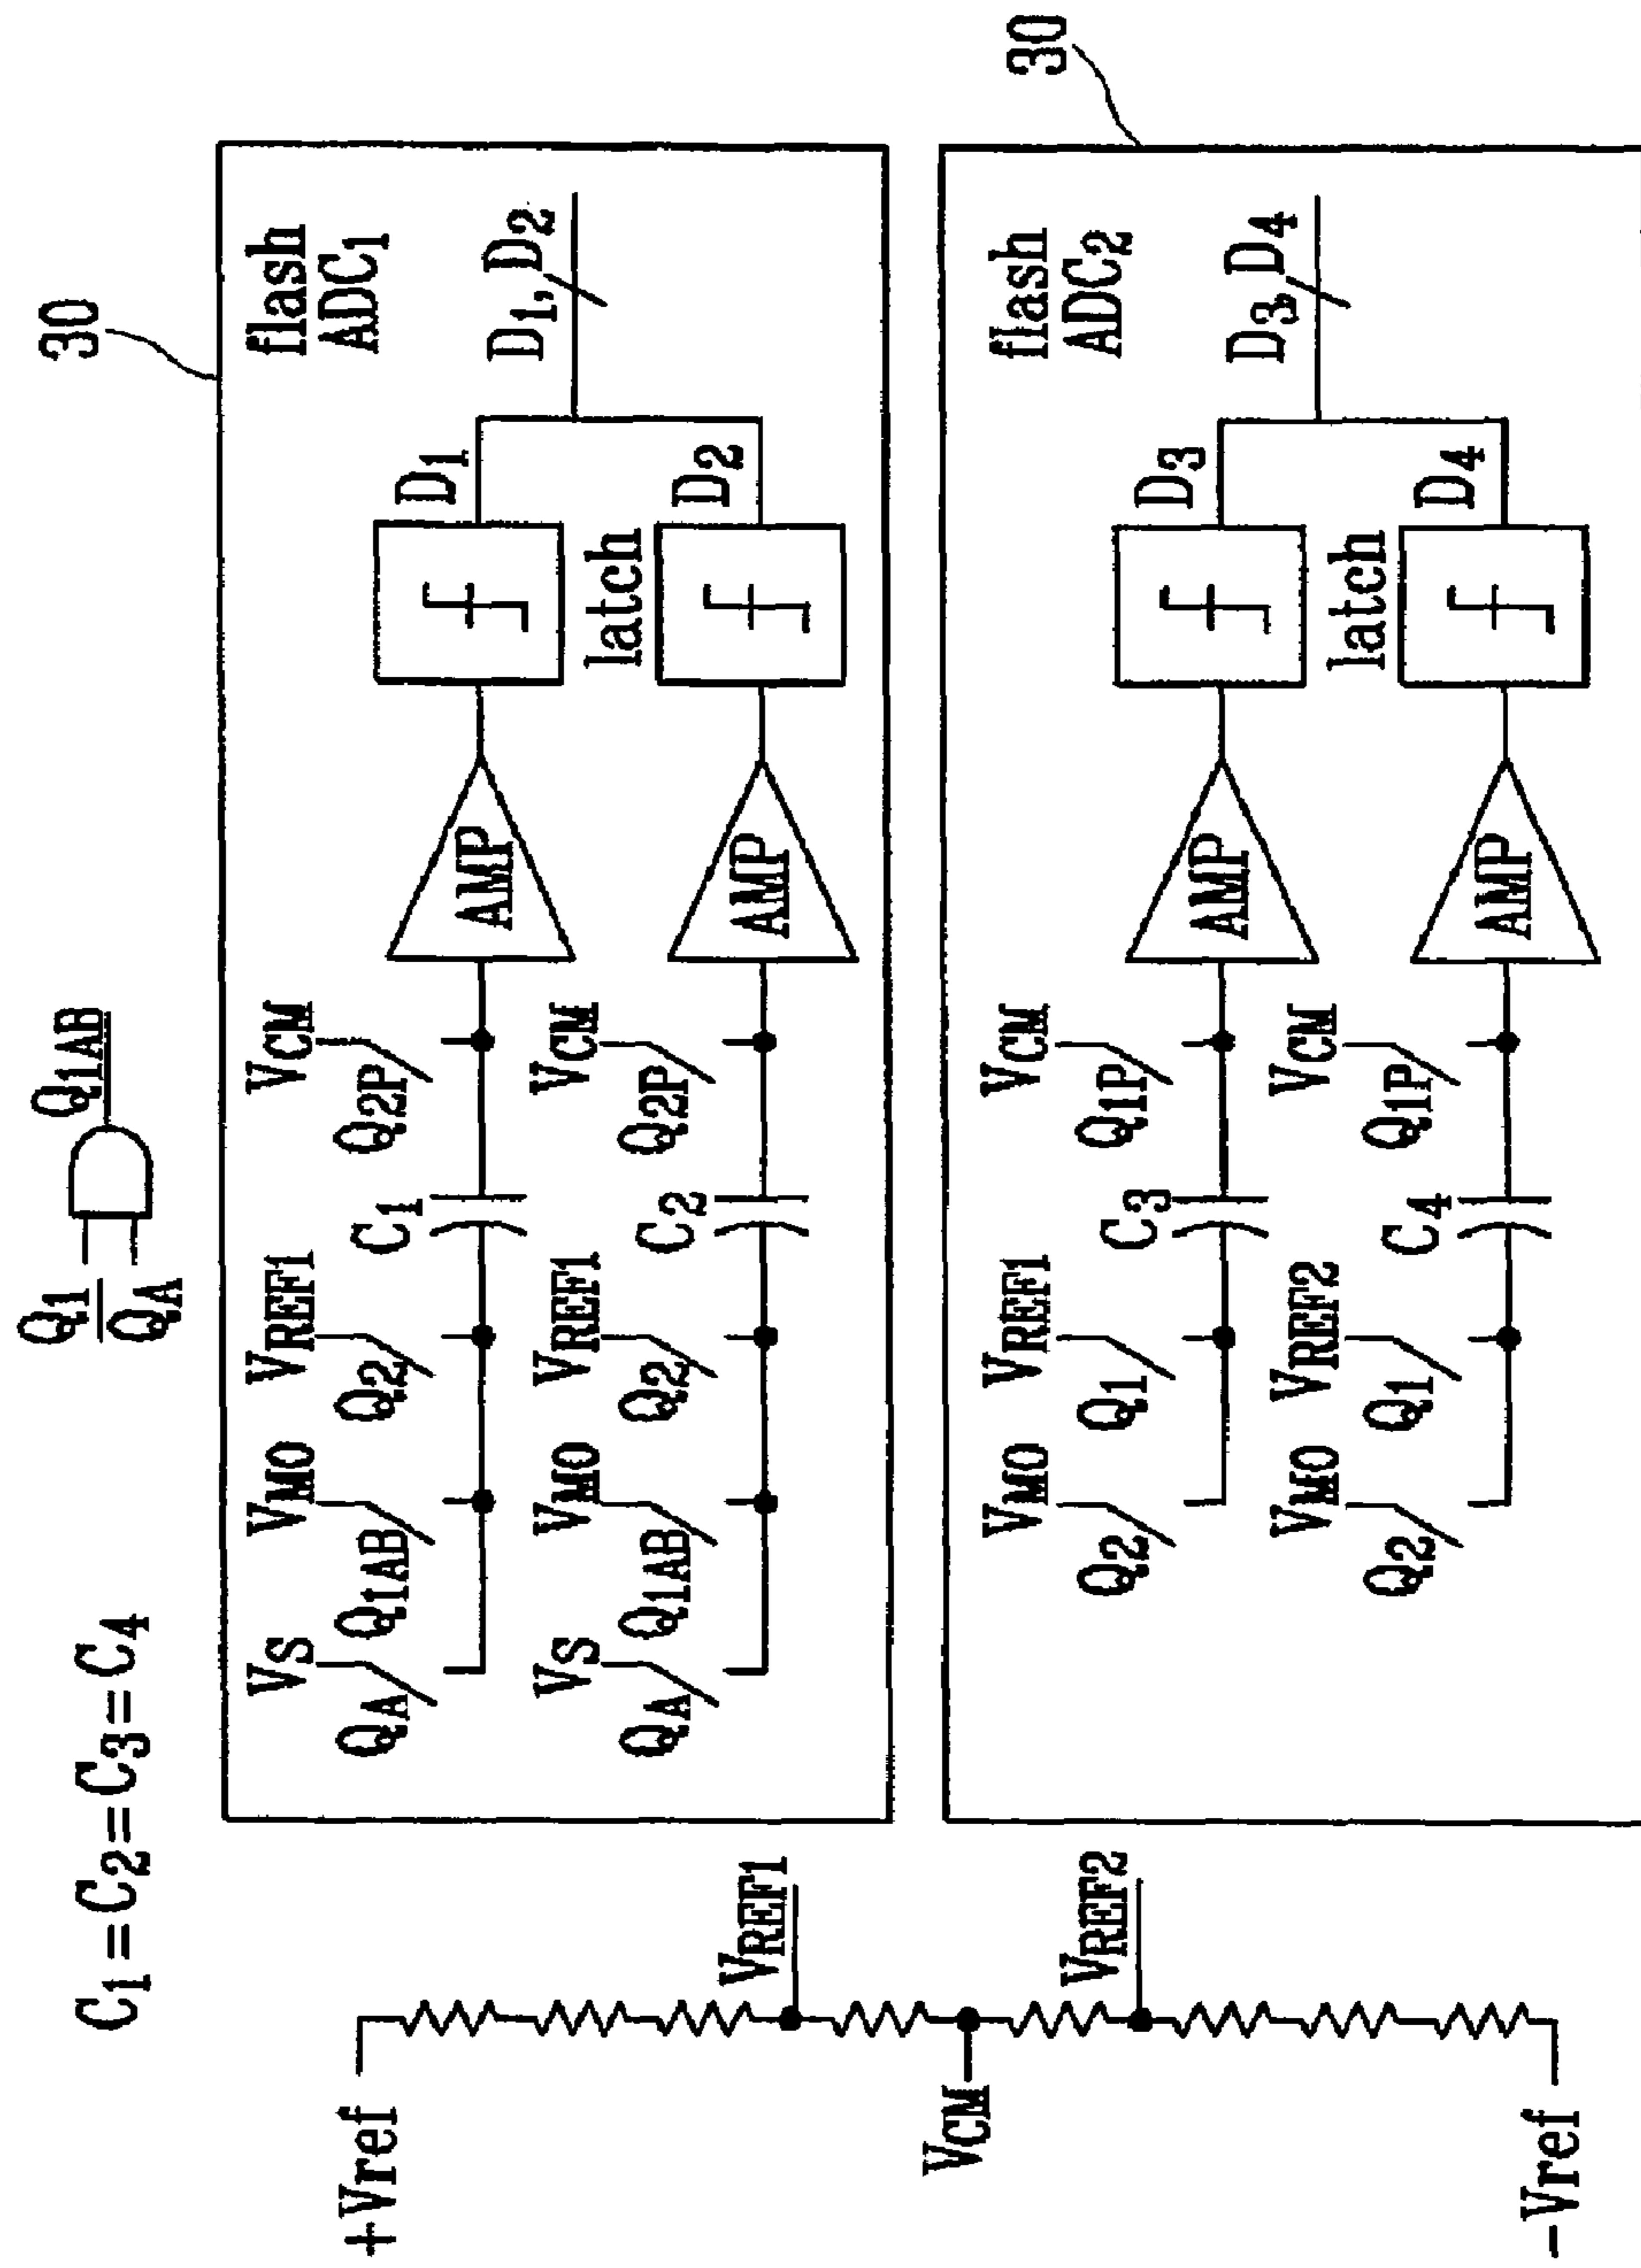 C1=C2=C3=C4
Q1
Q̅A
Q1AB
30
flash
ADC1
VS
VMO
VREF1
VCM
QA
Q1AB
Q2
C1
Q2P
AMP
D1
D1, D2
latch
VS
VMO
VREF1
VCM
QA
Q1AB
Q2
C2
Q2P
AMP
D2
+Vref
VREF1
VCM
VREF2
-Vref
30
flash
ADC2
VMO
VREF1
VCM
Q2
Q1
C3
Q1P
AMP
D3
D3, D4
latch
VMO
VREF2
VCM
Q2
Q1
C4
Q1P
AMP
D4